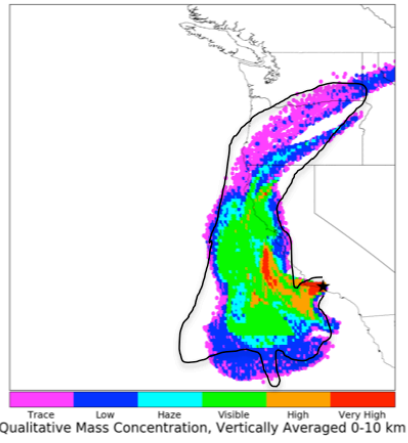 Trace Low Haze Visible High Very High
Qualitative Mass Concentration, Vertically Averaged 0-10 km